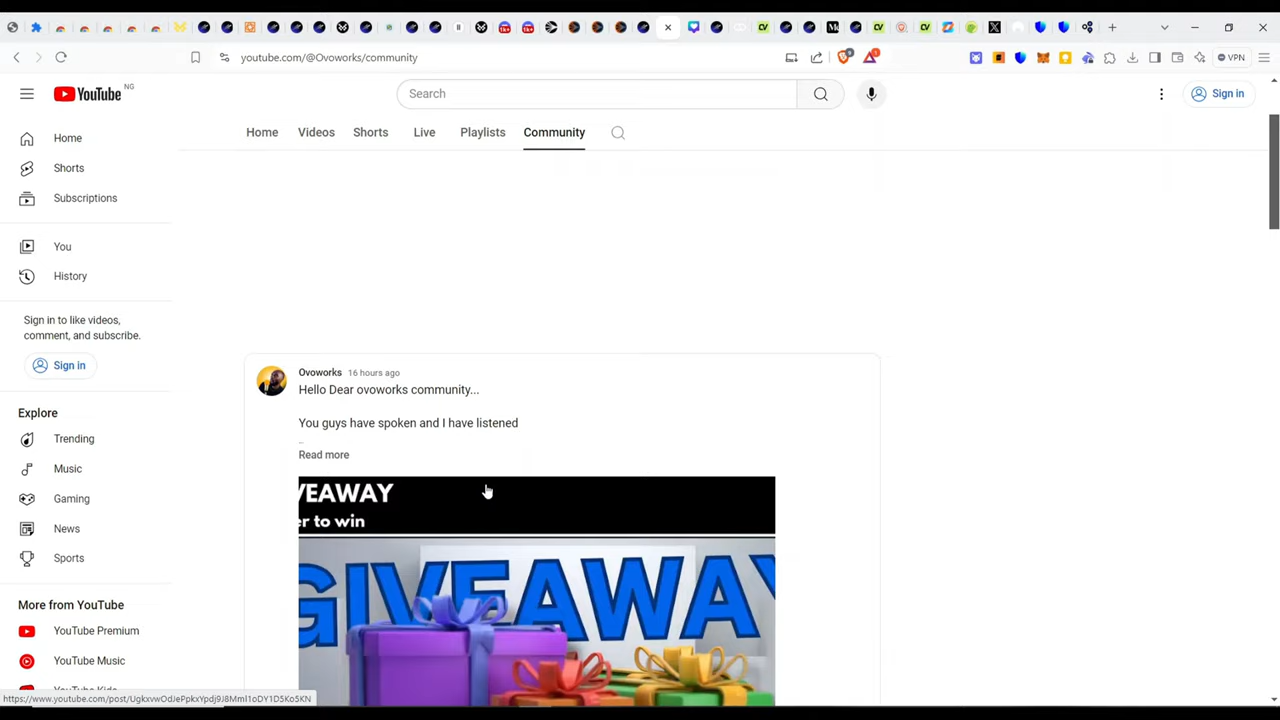 youtube.com/@Ovoworks/community
VPN
YouTube NG
Search
Sign in
Home
Videos
Shorts
Live
Playlists
Community
Home
Shorts
Subscriptions
You
History
Sign in to like videos,
comment, and subscribe.
Sign in
Explore
Trending
Music
Gaming
News
Sports
More from YouTube
YouTube Premium
YouTube Music
Ovoworks 16 hours ago
Hello Dear ovoworks community...
You guys have spoken and I have listened
...
Read more
VEAWAY
er to win
GIVEAWAY